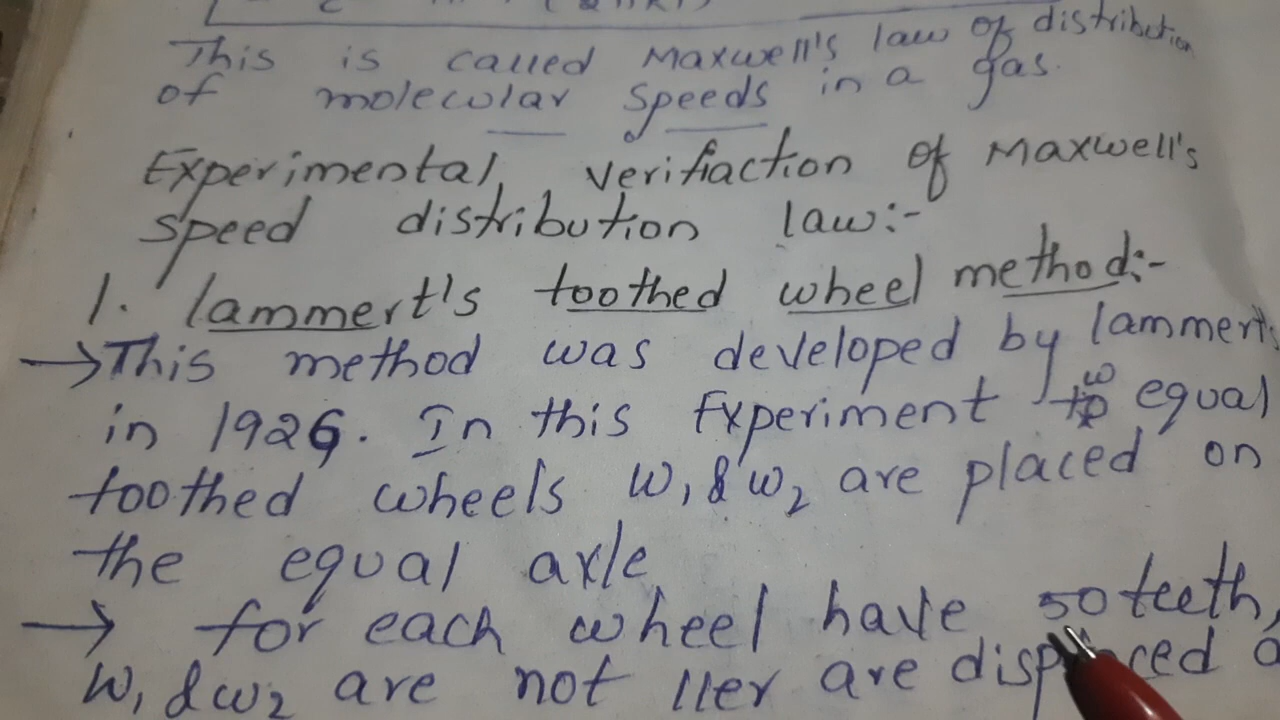 This is called Maxwell's law of distribution
of molecular speeds in a gas.
Experimental verifiaction of Maxwell's
speed distribution law:-
1. lammert's toothed wheel method:-
→This method was developed by lammert's
in 1926. In this Experiment two equal
toothed wheels W1 & W2 are placed on
the equal axle
→ for each wheel have 50 teeth,
W1 & W2 are not ller are